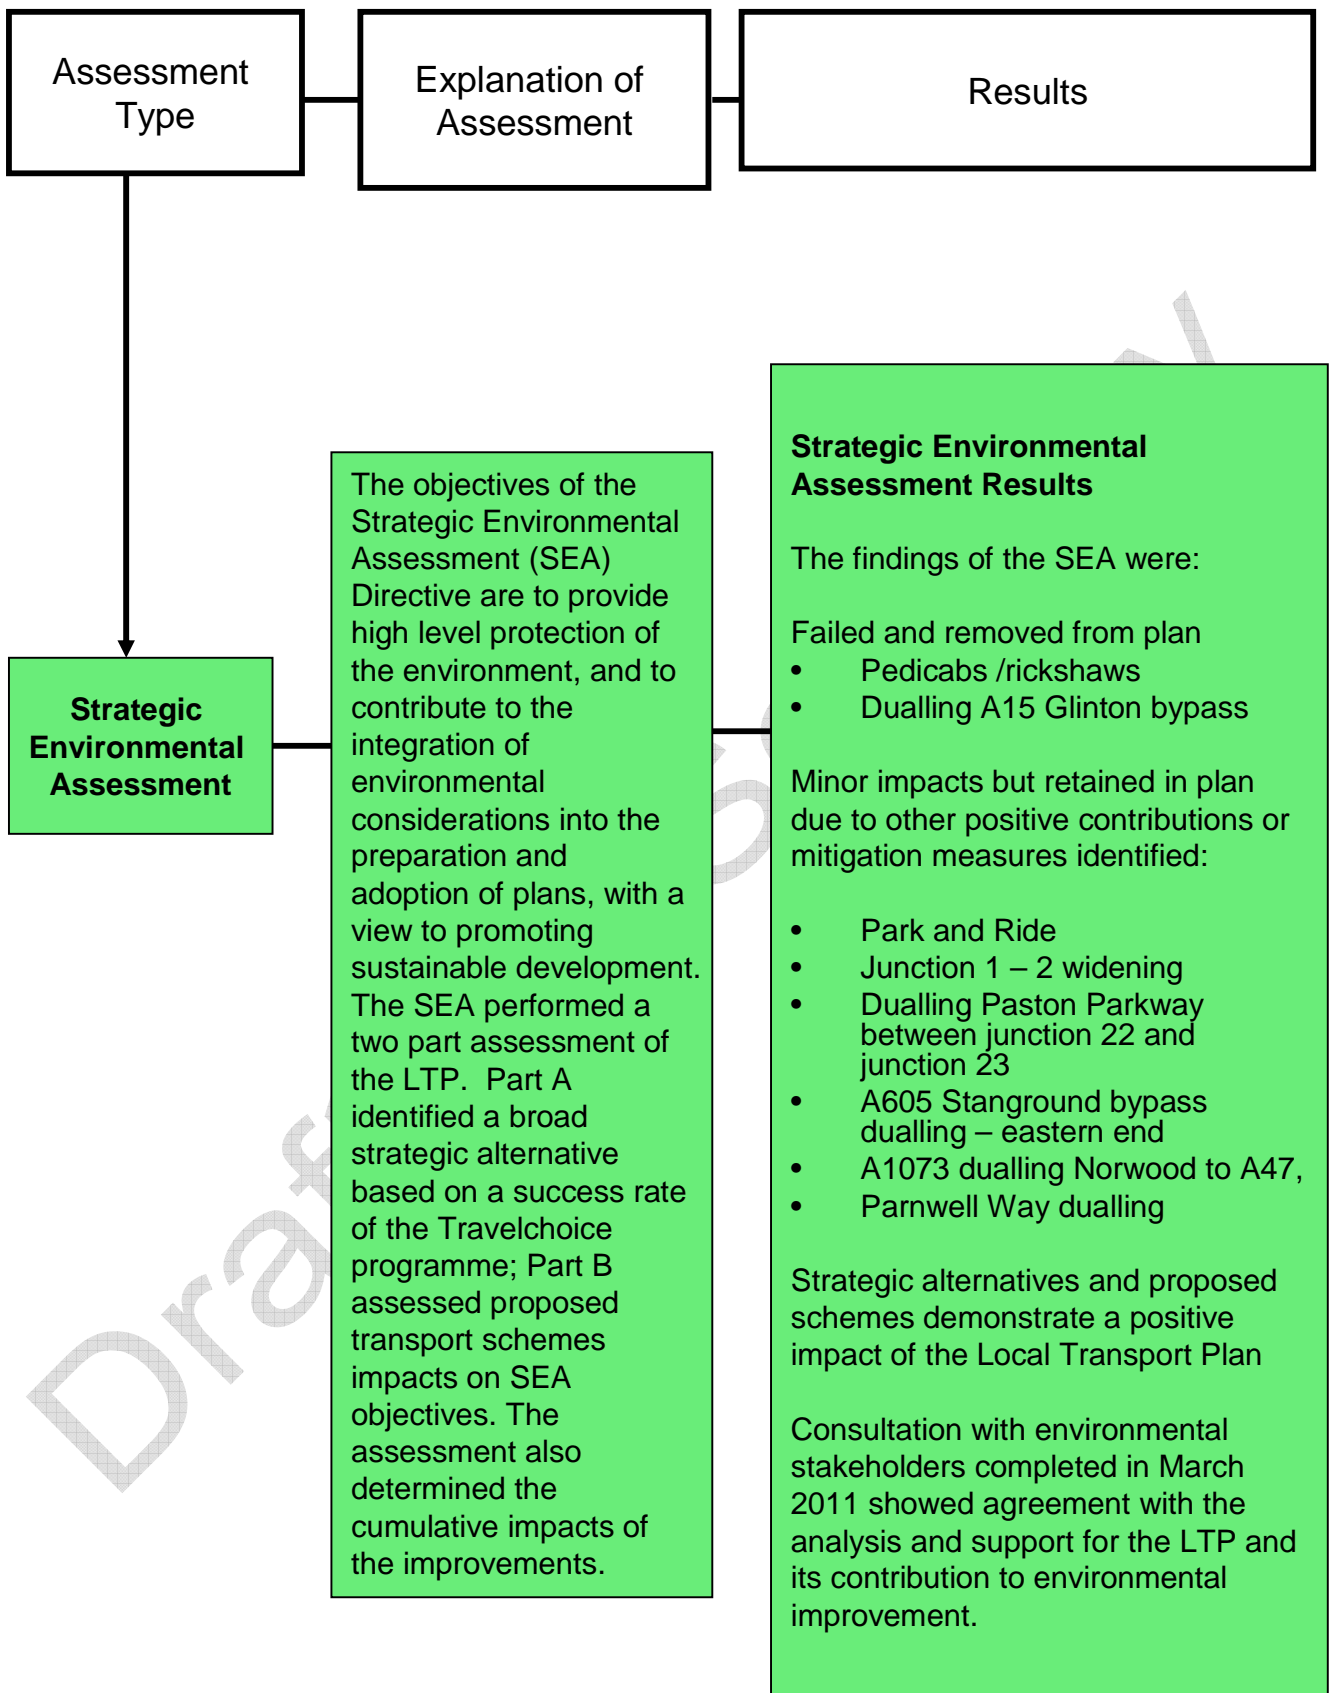 Assessment
Type
Explanation of
Assessment
Results
Strategic
Environmental
Assessment
The objectives of the
Strategic Environmental
Assessment (SEA)
Directive are to provide
high level protection of
the environment, and to
contribute to the
integration of
environmental
considerations into the
preparation and
adoption of plans, with a
view to promoting
sustainable development.
The SEA performed a
two part assessment of
the LTP.  Part A
identified a broad
strategic alternative
based on a success rate
of the Travelchoice
programme; Part B
assessed proposed
transport schemes
impacts on SEA
objectives. The
assessment also
determined the
cumulative impacts of
the improvements.
Strategic Environmental
Assessment Results
The findings of the SEA were:
Failed and removed from plan
• Pedicabs /rickshaws
• Dualling A15 Glinton bypass
Minor impacts but retained in plan
due to other positive contributions or
mitigation measures identified:
• Park and Ride
• Junction 1 – 2 widening
• Dualling Paston Parkway
between junction 22 and
junction 23
• A605 Stanground bypass
dualling – eastern end
• A1073 dualling Norwood to A47,
• Parnwell Way dualling
Strategic alternatives and proposed
schemes demonstrate a positive
impact of the Local Transport Plan
Consultation with environmental
stakeholders completed in March
2011 showed agreement with the
analysis and support for the LTP and
its contribution to environmental
improvement.